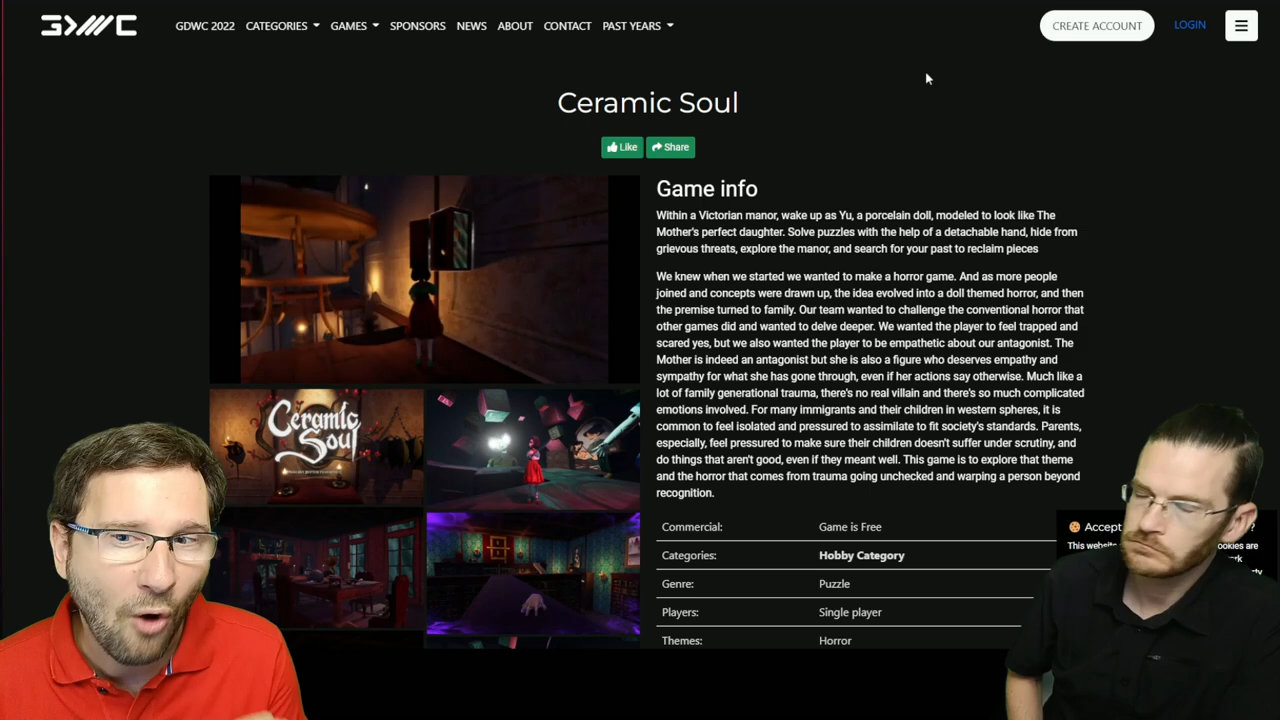 GDWC
GDWC 2022 CATEGORIES GAMES SPONSORS NEWS ABOUT CONTACT PAST YEARS CREATE ACCOUNT LOGIN
Ceramic Soul
Like Share
Game info
Within a Victorian manor, wake up as Yu, a porcelain doll, modeled to look like The
Mother's perfect daughter. Solve puzzles with the help of a detachable hand, hide from
grievous threats, explore the manor, and search for your past to reclaim pieces
We knew when we started we wanted to make a horror game. And as more people
joined and concepts were drawn up, the idea evolved into a doll themed horror, and then
the premise turned to family. Our team wanted to challenge the conventional horror that
other games did and wanted to delve deeper. We wanted the player to feel trapped and
scared yes, but we also wanted the player to be empathetic about our antagonist. The
Mother is indeed an antagonist but she is also a figure who deserves empathy and
sympathy for what she has gone through, even if her actions say otherwise. Much like a
lot of family generational trauma, there's no real villain and there's so much complicated
emotions involved. For many immigrants and their children in western spheres, it is
common to feel isolated and pressured to assimilate to fit society's standards. Parents,
especially, feel pressured to make sure their children doesn't suffer under scrutiny, and
do things that aren't good, even if they meant well. This game is to explore that theme
and the horror that comes from trauma going unchecked and warping a person beyond
recognition.
Ceramic
Soul
Commercial: Game is Free
Categories: Hobby Category
Genre: Puzzle
Players: Single player
Themes: Horror
Accept ?
This website ookies are